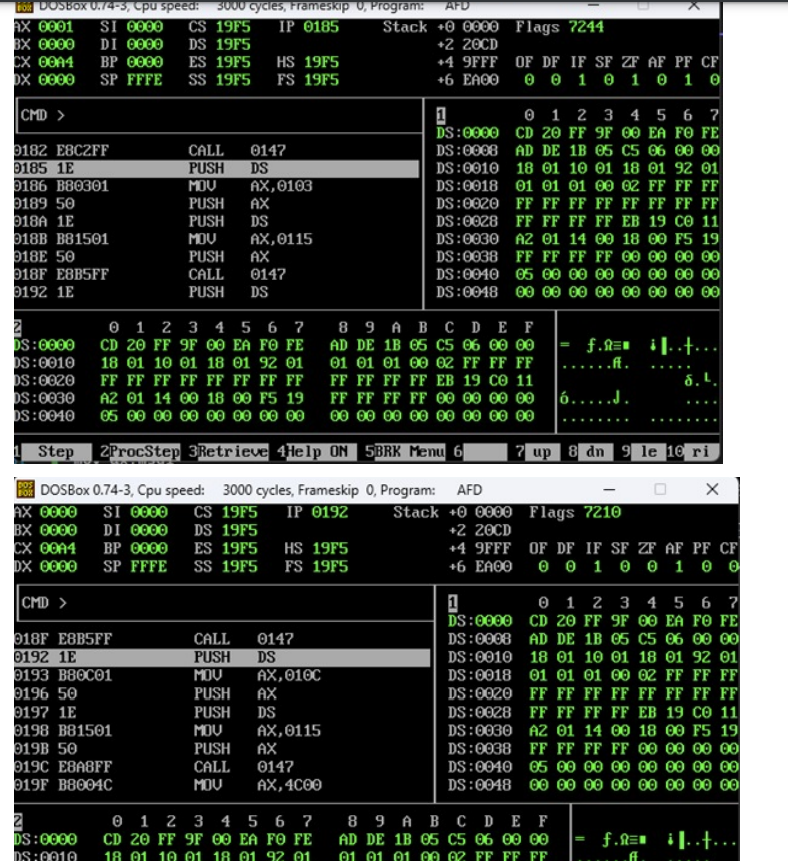 DOSBox 0.74-3, Cpu speed: 3000 cycles, Frameskip 0, Program: AFD
AX 0001 SI 0000 CS 19F5 IP 0185 Stack +0 0000 Flags 7244
BX 0000 DI 0000 DS 19F5 +2 20CD
CX 00A4 BP 0000 ES 19F5 HS 19F5 +4 9FFF OF DF IF SF ZF AF PF CF
DX 0000 SP FFFE SS 19F5 FS 19F5 +6 EA00 0 0 1 0 1 0 1 0
CMD >
1 0 1 2 3 4 5 6 7
DS:0000 CD 20 FF 9F 00 EA F0 FE
0182 E8C2FF CALL 0147 DS:0008 AD DE 1B 05 C5 06 00 00
0185 1E PUSH DS DS:0010 18 01 10 01 18 01 92 01
0186 B80301 MOV AX,0103 DS:0018 01 01 01 00 02 FF FF FF
0189 50 PUSH AX DS:0020 FF FF FF FF FF FF FF FF
018A 1E PUSH DS DS:0028 FF FF FF FF EB 19 C0 11
018B B81501 MOV AX,0115 DS:0030 A2 01 14 00 18 00 F5 19
018E 50 PUSH AX DS:0038 FF FF FF FF 00 00 00 00
018F E8B5FF CALL 0147 DS:0040 05 00 00 00 00 00 00 00
0192 1E PUSH DS DS:0048 00 00 00 00 00 00 00 00
2 0 1 2 3 4 5 6 7 8 9 A B C D E F
DS:0000 CD 20 FF 9F 00 EA F0 FE AD DE 1B 05 C5 06 00 00
DS:0010 18 01 10 01 18 01 92 01 01 01 01 00 02 FF FF FF
DS:0020 FF FF FF FF FF FF FF FF FF FF FF FF EB 19 C0 11
DS:0030 A2 01 14 00 18 00 F5 19 FF FF FF FF 00 00 00 00
DS:0040 05 00 00 00 00 00 00 00 00 00 00 00 00 00 00 00
1 Step 2ProcStep 3Retrieve 4Help ON 5BRK Menu 6 7 up 8 dn 9 le 10 ri
DOSBox 0.74-3, Cpu speed: 3000 cycles, Frameskip 0, Program: AFD
AX 0000 SI 0000 CS 19F5 IP 0192 Stack +0 0000 Flags 7210
BX 0000 DI 0000 DS 19F5 +2 20CD
CX 00A4 BP 0000 ES 19F5 HS 19F5 +4 9FFF OF DF IF SF ZF AF PF CF
DX 0000 SP FFFE SS 19F5 FS 19F5 +6 EA00 0 0 1 0 0 1 0 0
CMD >
1 0 1 2 3 4 5 6 7
DS:0000 CD 20 FF 9F 00 EA F0 FE
018F E8B5FF CALL 0147 DS:0008 AD DE 1B 05 C5 06 00 00
0192 1E PUSH DS DS:0010 18 01 10 01 18 01 92 01
0193 B80C01 MOV AX,010C DS:0018 01 01 01 00 02 FF FF FF
0196 50 PUSH AX DS:0020 FF FF FF FF FF FF FF FF
0197 1E PUSH DS DS:0028 FF FF FF FF EB 19 C0 11
0198 B81501 MOV AX,0115 DS:0030 A2 01 14 00 18 00 F5 19
019B 50 PUSH AX DS:0038 FF FF FF FF 00 00 00 00
019C E8A8FF CALL 0147 DS:0040 05 00 00 00 00 00 00 00
019F B8004C MOV AX,4C00 DS:0048 00 00 00 00 00 00 00 00
2 0 1 2 3 4 5 6 7 8 9 A B C D E F
DS:0000 CD 20 FF 9F 00 EA F0 FE AD DE 1B 05 C5 06 00 00
DS:0010 18 01 10 01 18 01 92 01 01 01 01 00 02 FF FF FF